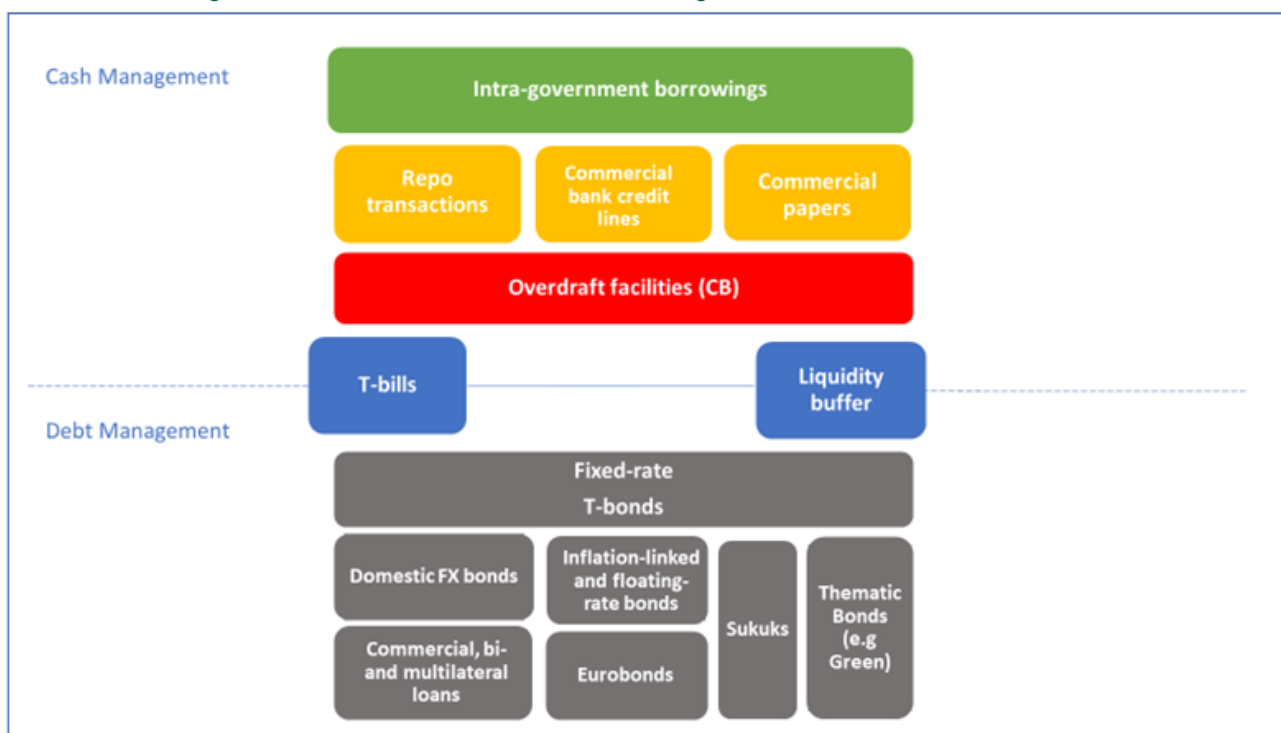 Cash Management
Intra-government borrowings
Repo
transactions
Commercial
bank credit
lines
Commercial
papers
Overdraft facilities (CB)
T-bills
Liquidity
buffer
Debt Management
Fixed-rate
T-bonds
Domestic FX bonds
Inflation-linked
and floating-
rate bonds
Sukuks
Thematic
Bonds
(e.g
Green)
Commercial, bi-
and multilateral
loans
Eurobonds